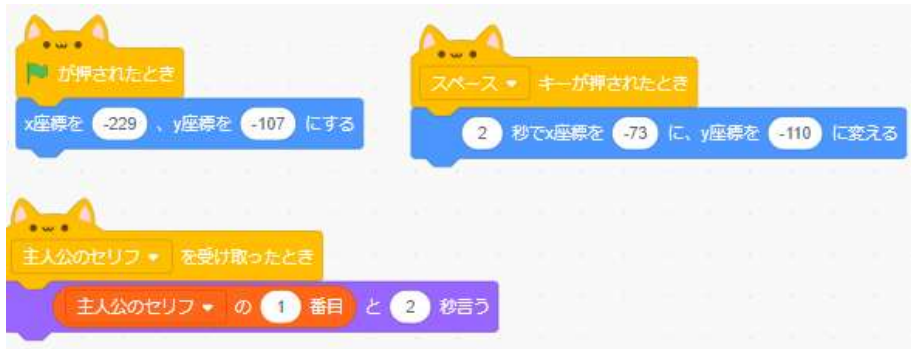 が押されたとき
x座標を -229 、y座標を -107 にする
スペース キーが押されたとき
2 秒でx座標を -73 に、y座標を -110 に変える
主人公のセリフ を受け取ったとき
主人公のセリフ の 1 番目 と 2 秒言う